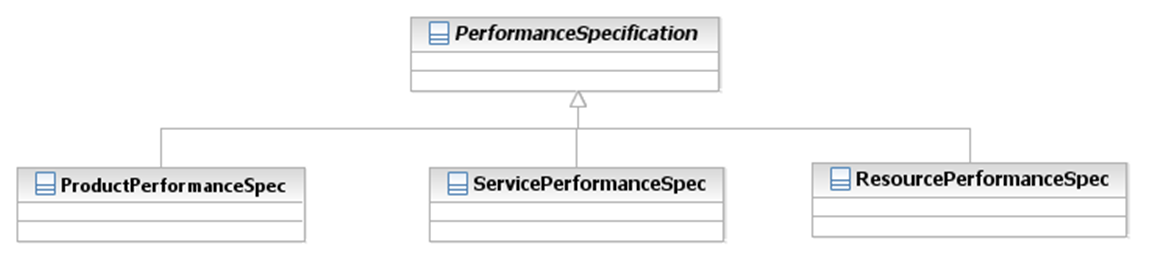 PerformanceSpecification
ProductPerformanceSpec
ServicePerformanceSpec
ResourcePerformanceSpec